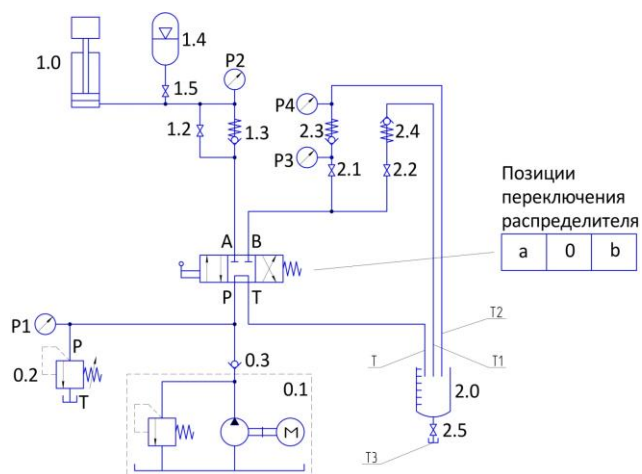 1.4
P2
1.0
1.5
P4
1.2
1.3
2.3
2.4
P3
2.1
2.2
Позиции
переключения
распределителя
a 0 b
A B
P T
P1
P
0.3
T2
T
T1
0.2
T
0.1
2.0
M
2.5
T3